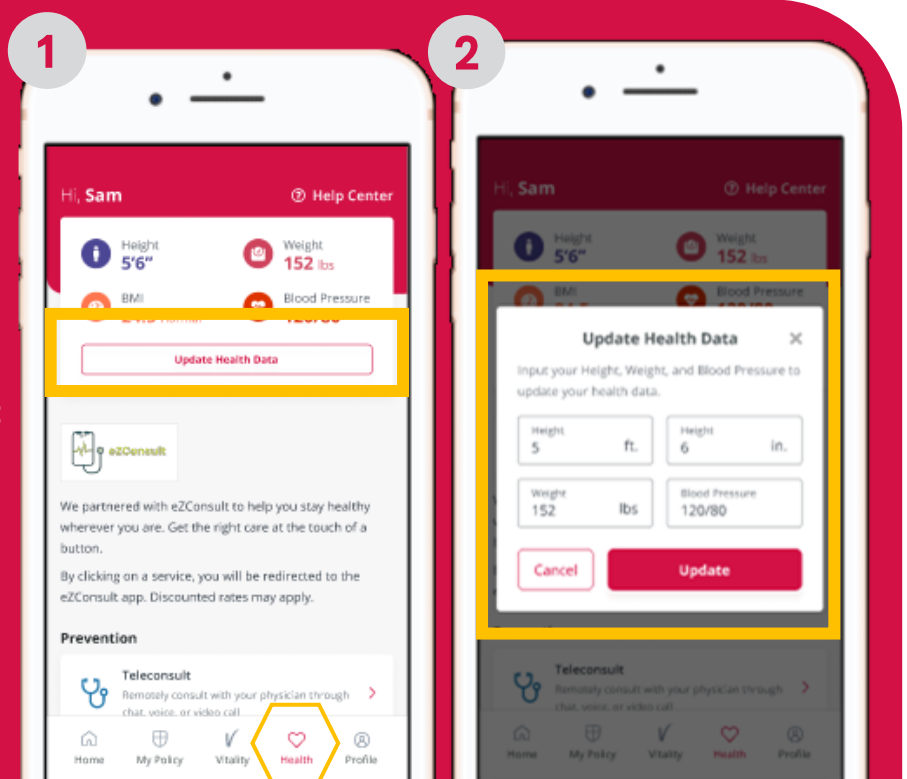 1
Hi, Sam
Help Center
Height
5'6"
Weight
152 lbs
BMI
Blood Pressure
120/80
Update Health Data
eZConsult
We partnered with eZConsult to help you stay healthy
wherever you are. Get the right care at the touch of a
button.
By clicking on a service, you will be redirected to the
eZConsult app. Discounted rates may apply.
Prevention
Teleconsult
Remotely consult with your physician through
chat, voice, or video call
Home
My Policy
Vitality
Health
Profile
2
Hi, Sam
Help Center
Height
5'6"
Weight
152 lbs
BMI
Blood Pressure
Update Health Data
Input your Height, Weight, and Blood Pressure to
update your health data.
Height
5 ft.
Height
6 in.
Weight
152 lbs
Blood Pressure
120/80
Cancel
Update
Teleconsult
Remotely consult with your physician through
chat, voice, or video call
Home
My Policy
Vitality
Health
Profile